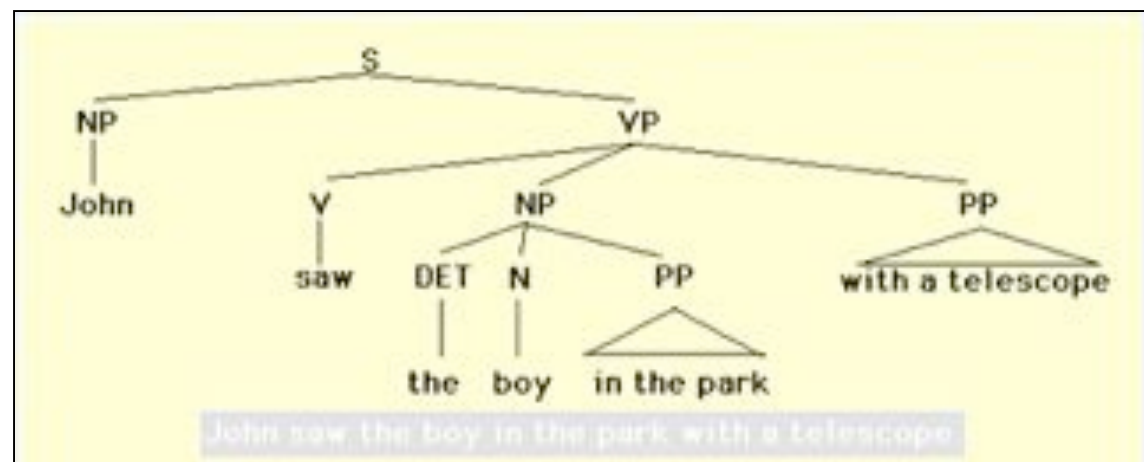 S
NP VP
John V NP PP
saw DET N PP with a telescope
the boy in the park
John saw the boy in the park with a telescope